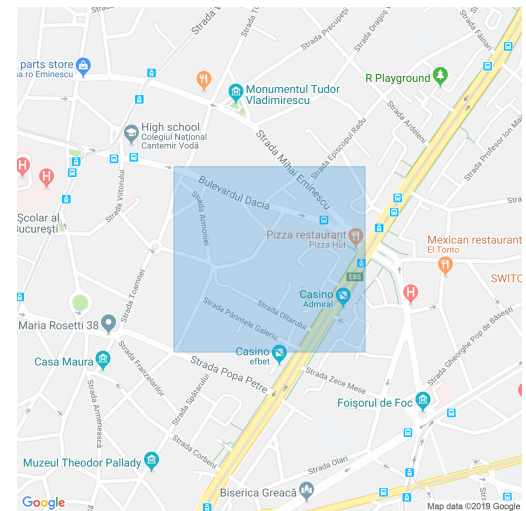 Strada Precupeții
Strada Dragoș V
Strada V
Strada Făinari
parts store
sa.ro Eminescu
R Playground
Monumentul Tudor
Vladimirescu
High school
Colegiul Național
Cantemir Vodă
Strada Mihai Eminescu
Strada Episcopul Radu
Strada Ardeleni
Strada Profesor Ion Maior
Strada Viitorului
Bulevardul Dacia
Strada Armoniei
Școlar al
București
Pizza restaurant
Pizza Hut
Mexican restaurant
El Torito
SWITC
E85
Strada Toamnei
Casino
Admiral
Strada Oltarului
Strada Părintele Galeriu
Maria Rosetti 38
Casino
efbet
Casa Maura
Strada Franzelarilor
Strada Popa Petre
Strada Spătarului
Strada Zece Mese
Strada Gheorghe Pop de Băsești
Foișorul de Foc
Strada Armenească
Strada Corbeni
Muzeul Theodor Pallady
Strada Olari
Biserica Greacă
Google
Map data ©2019 Google